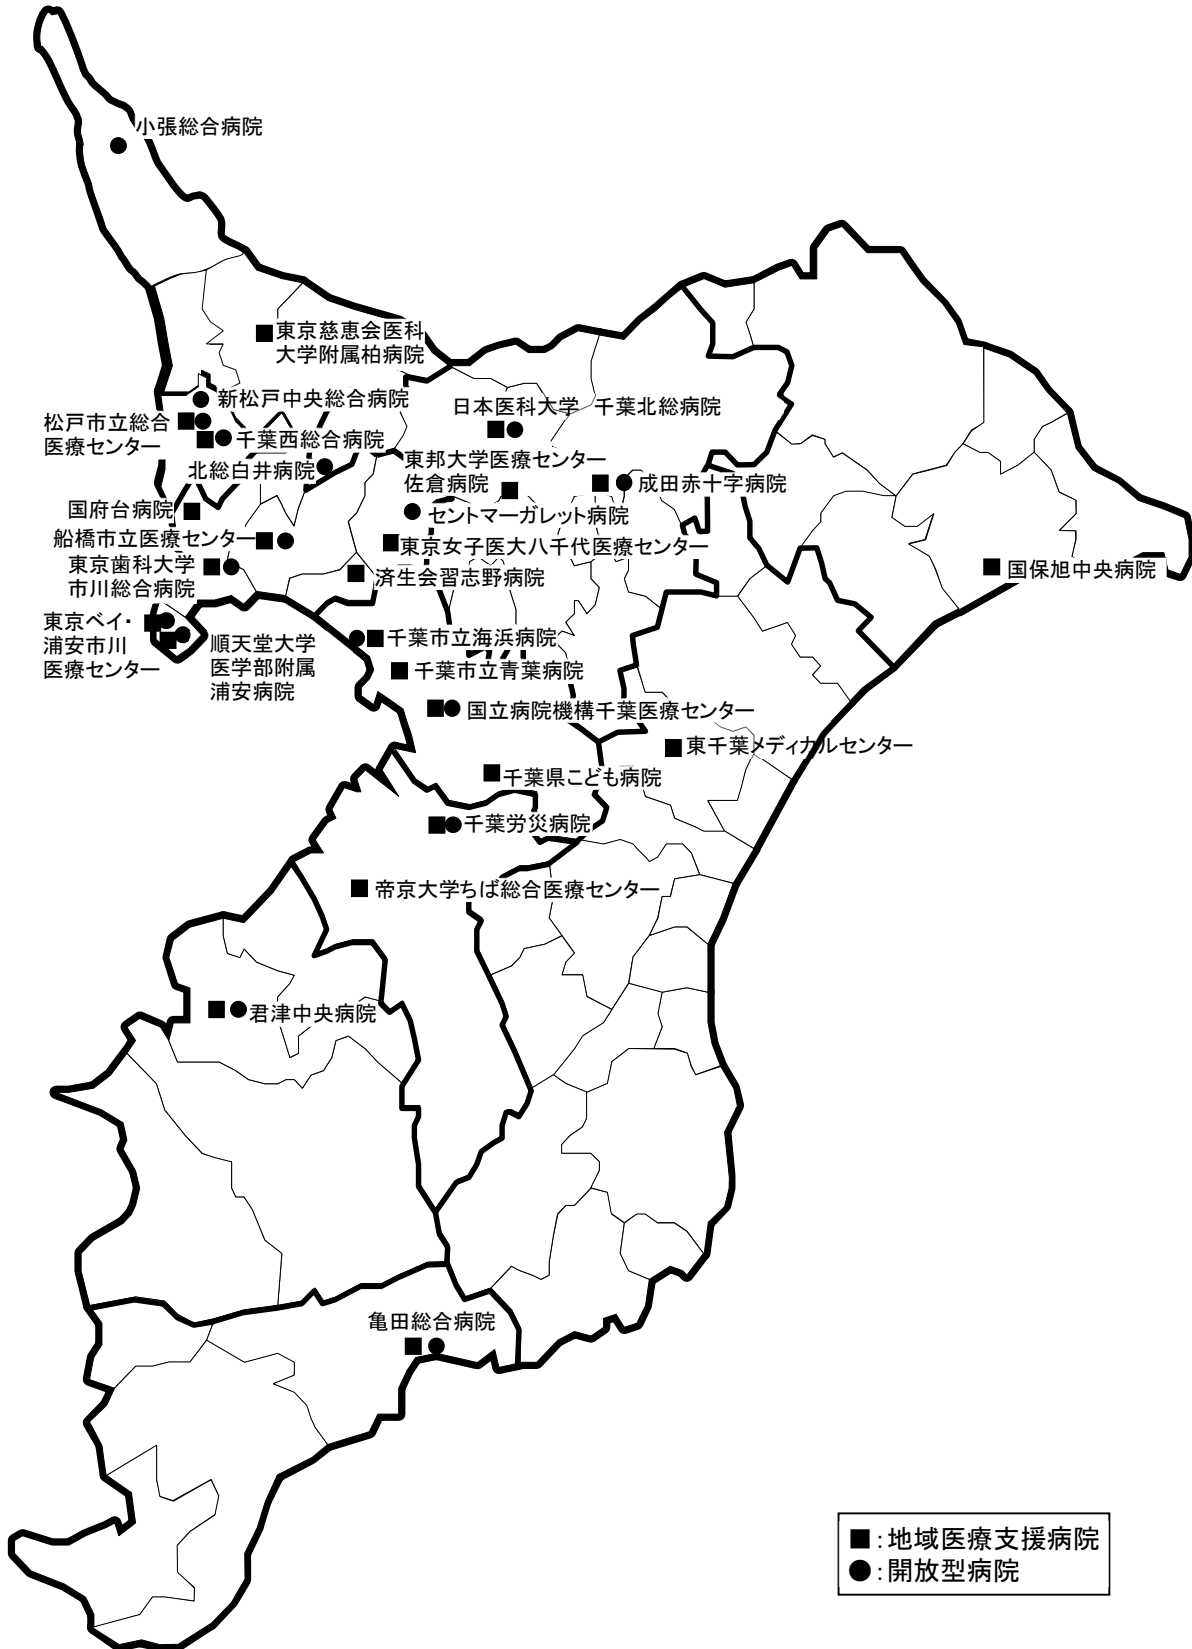 小張総合病院
東京慈恵会医科
大学附属柏病院
新松戸中央総合病院
松戸市立総合
医療センター
千葉西総合病院
日本医科大学 千葉北総病院
北総白井病院
東邦大学医療センター
佐倉病院
成田赤十字病院
国府台病院
セントマーガレット病院
船橋市立医療センター
東京女子医大八千代医療センター
東京歯科大学
市川総合病院
済生会習志野病院
国保旭中央病院
東京ベイ・
浦安市川
医療センター
順天堂大学
医学部附属
浦安病院
千葉市立海浜病院
千葉市立青葉病院
国立病院機構千葉医療センター
東千葉メディカルセンター
千葉県こども病院
千葉労災病院
帝京大学ちば総合医療センター
君津中央病院
亀田総合病院
■：地域医療支援病院
●：開放型病院